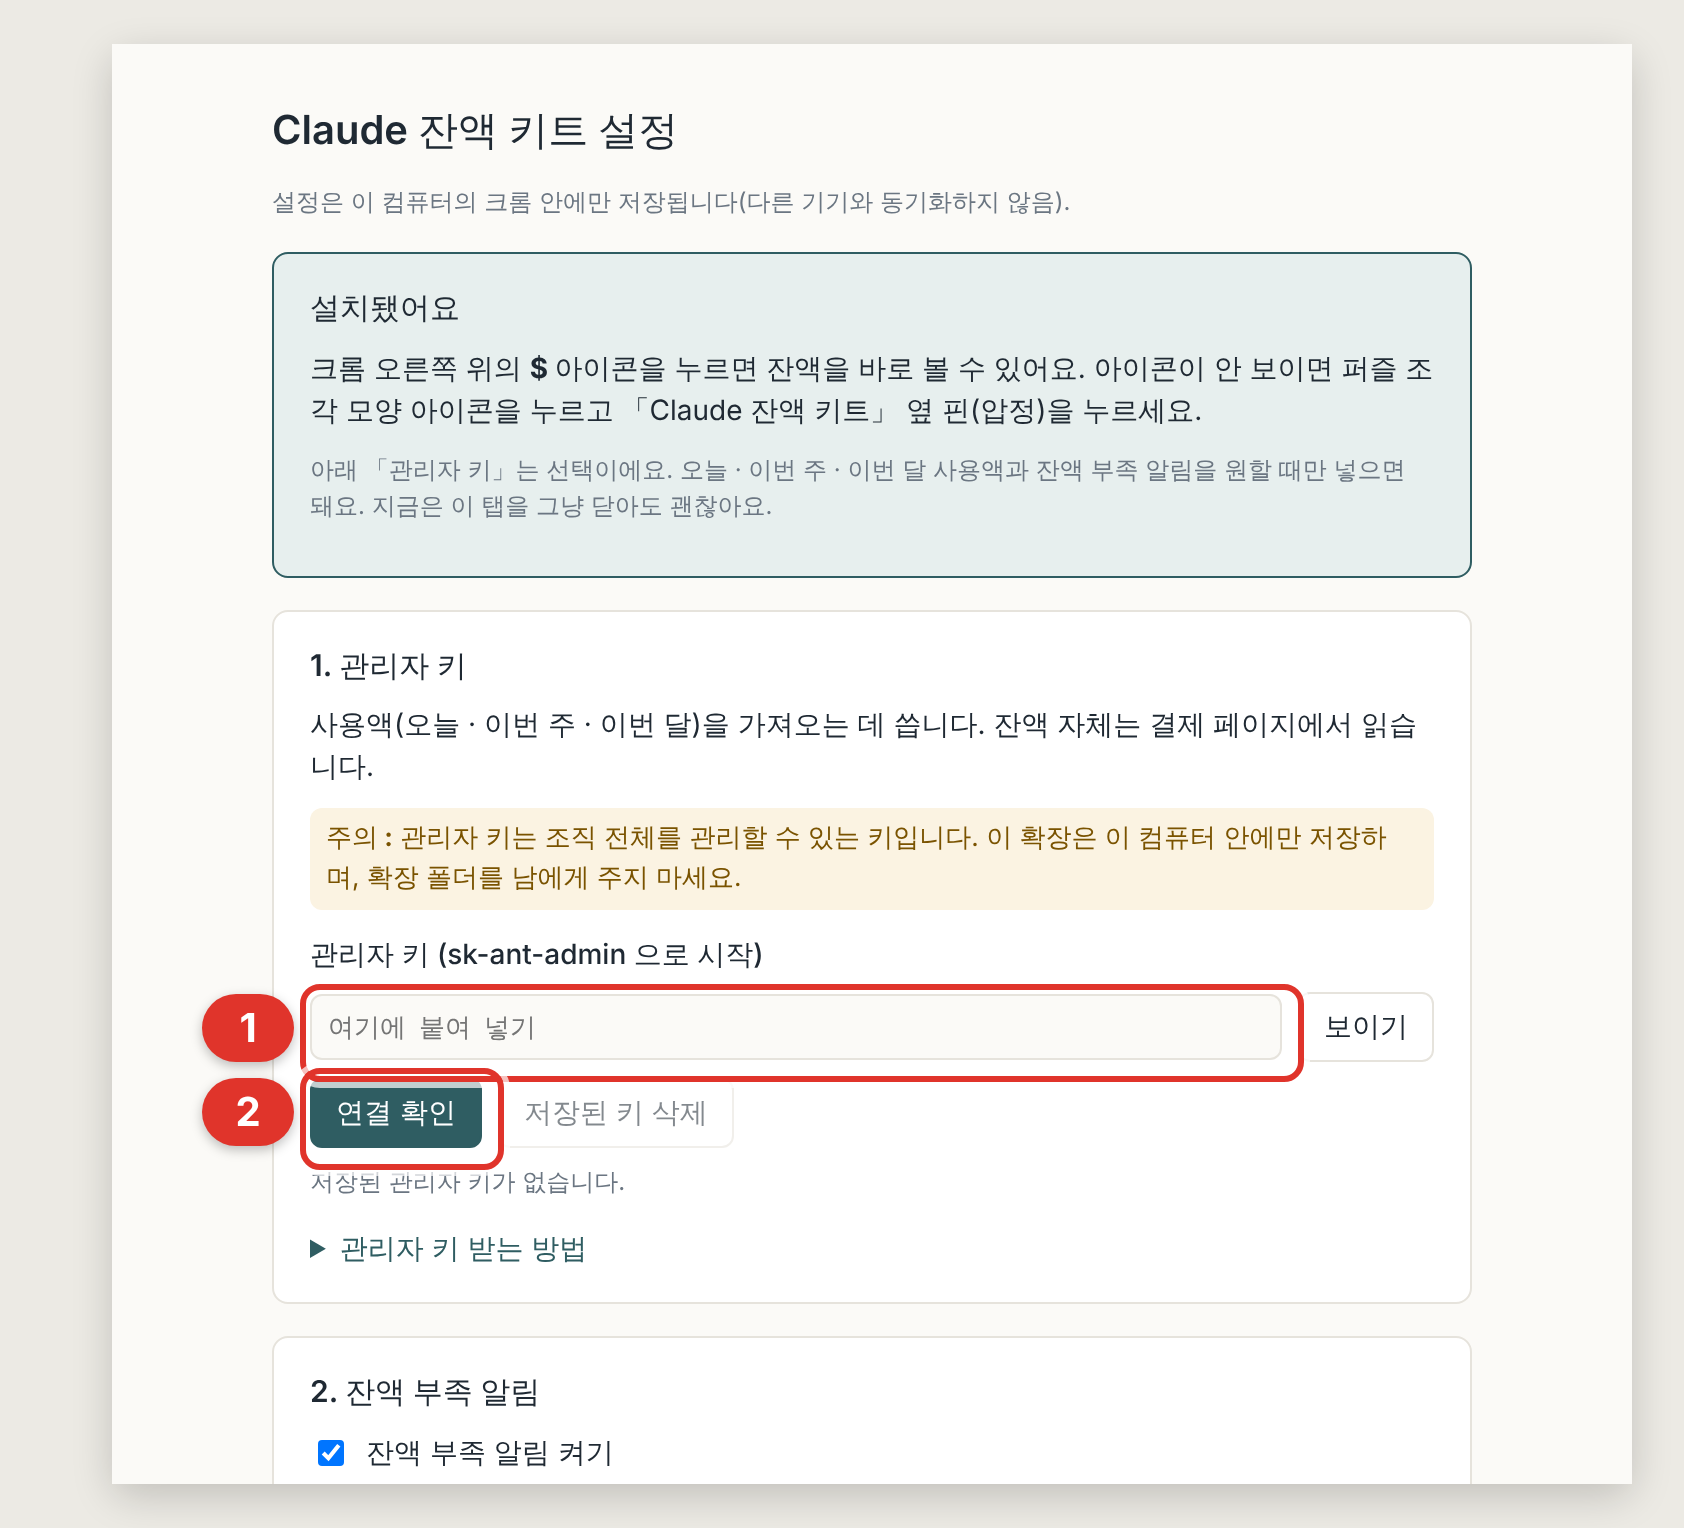 Claude 잔액 키트 설정
설정은 이 컴퓨터의 크롬 안에만 저장됩니다(다른 기기와 동기화하지 않음).
설치됐어요
크롬 오른쪽 위의 $ 아이콘을 누르면 잔액을 바로 볼 수 있어요. 아이콘이 안 보이면 퍼즐 조
각 모양 아이콘을 누르고 「Claude 잔액 키트」 옆 핀(압정)을 누르세요.
아래 「관리자 키」는 선택이에요. 오늘 · 이번 주 · 이번 달 사용액과 잔액 부족 알림을 원할 때만 넣으면
돼요. 지금은 이 탭을 그냥 닫아도 괜찮아요.
1. 관리자 키
사용액(오늘 · 이번 주 · 이번 달)을 가져오는 데 씁니다. 잔액 자체는 결제 페이지에서 읽습
니다.
주의 : 관리자 키는 조직 전체를 관리할 수 있는 키입니다. 이 확장은 이 컴퓨터 안에만 저장하
며, 확장 폴더를 남에게 주지 마세요.
관리자 키 (sk-ant-admin 으로 시작)
1 여기에 붙여 넣기 보이기
2 연결 확인 저장된 키 삭제
저장된 관리자 키가 없습니다.
▶ 관리자 키 받는 방법
2. 잔액 부족 알림
잔액 부족 알림 켜기